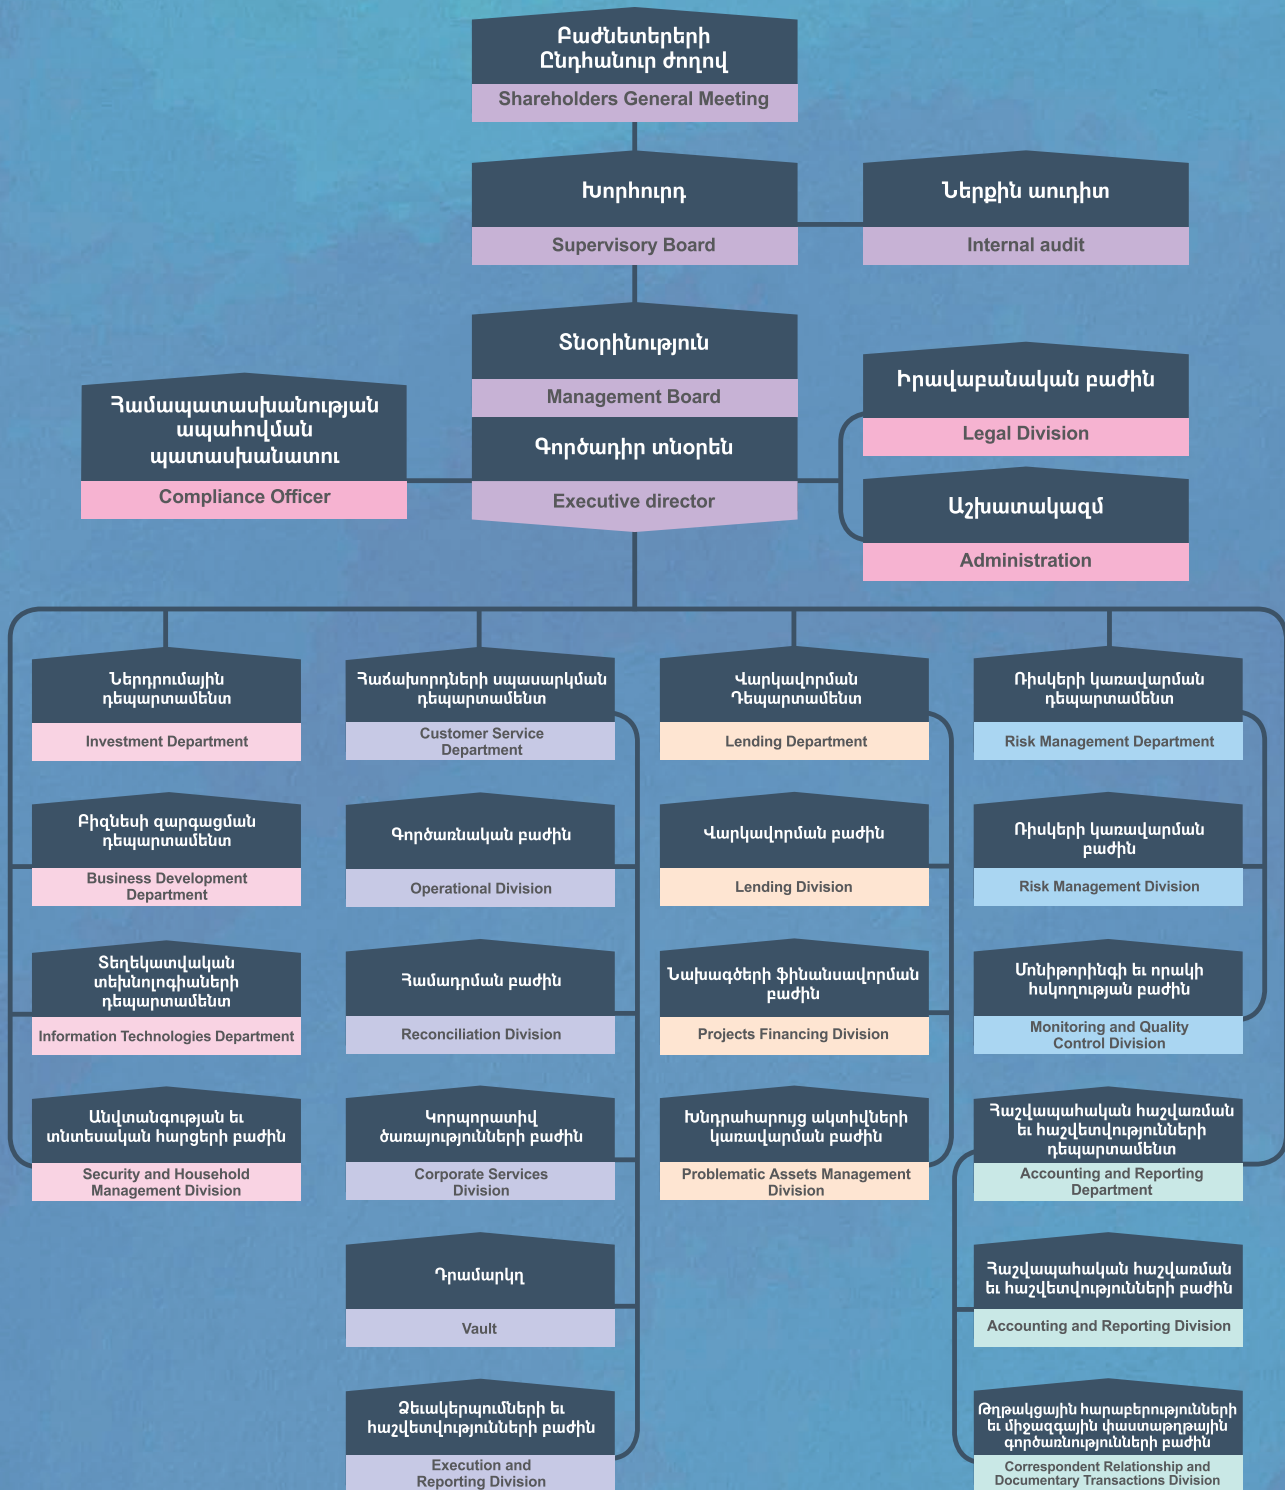 Բաժնետերերի
Ընդհանուր ժողով
Shareholders General Meeting
Խորհուրդ
Supervisory Board
Ներքին աուդիտ
Internal audit
Տնօրինություն
Management Board
Գործադիր տնօրեն
Executive director
Համապատասխանության
ապահովման
պատասխանատու
Compliance Officer
Իրավաբանական բաժին
Legal Division
Աշխատակազմ
Administration
Ներդրումային
դեպարտամենտ
Investment Department
Հաճախորդների սպասարկման
դեպարտամենտ
Customer Service
Department
Վարկավորման
Դեպարտամենտ
Lending Department
Ռիսկերի կառավարման
դեպարտամենտ
Risk Management Department
Բիզնեսի զարգացման
դեպարտամենտ
Business Development
Department
Գործառնական բաժին
Operational Division
Վարկավորման բաժին
Lending Division
Ռիսկերի կառավարման
բաժին
Risk Management Division
Տեղեկատվական
տեխնոլոգիաների
դեպարտամենտ
Information Technologies Department
Համադրման բաժին
Reconciliation Division
Նախագծերի ֆինանսավորման
բաժին
Projects Financing Division
Մոնիթորինգի եւ որակի
հսկողության բաժին
Monitoring and Quality
Control Division
Անվտանգության եւ
տնտեսական հարցերի բաժին
Security and Household
Management Division
Կորպորատիվ
ծառայությունների բաժին
Corporate Services
Division
Խնդրահարույց ակտիվների
կառավարման բաժին
Problematic Assets Management
Division
Հաշվապահական հաշվառման
եւ հաշվետվությունների
դեպարտամենտ
Accounting and Reporting
Department
Դրամարկղ
Vault
Հաշվապահական հաշվառման
եւ հաշվետվությունների բաժին
Accounting and Reporting Division
Ձեւակերպումների եւ
հաշվետվությունների բաժին
Execution and
Reporting Division
Թղթակցային հարաբերությունների
եւ միջազգային փաստաթղթային
գործառնությունների բաժին
Correspondent Relationship and
Documentary Transactions Division